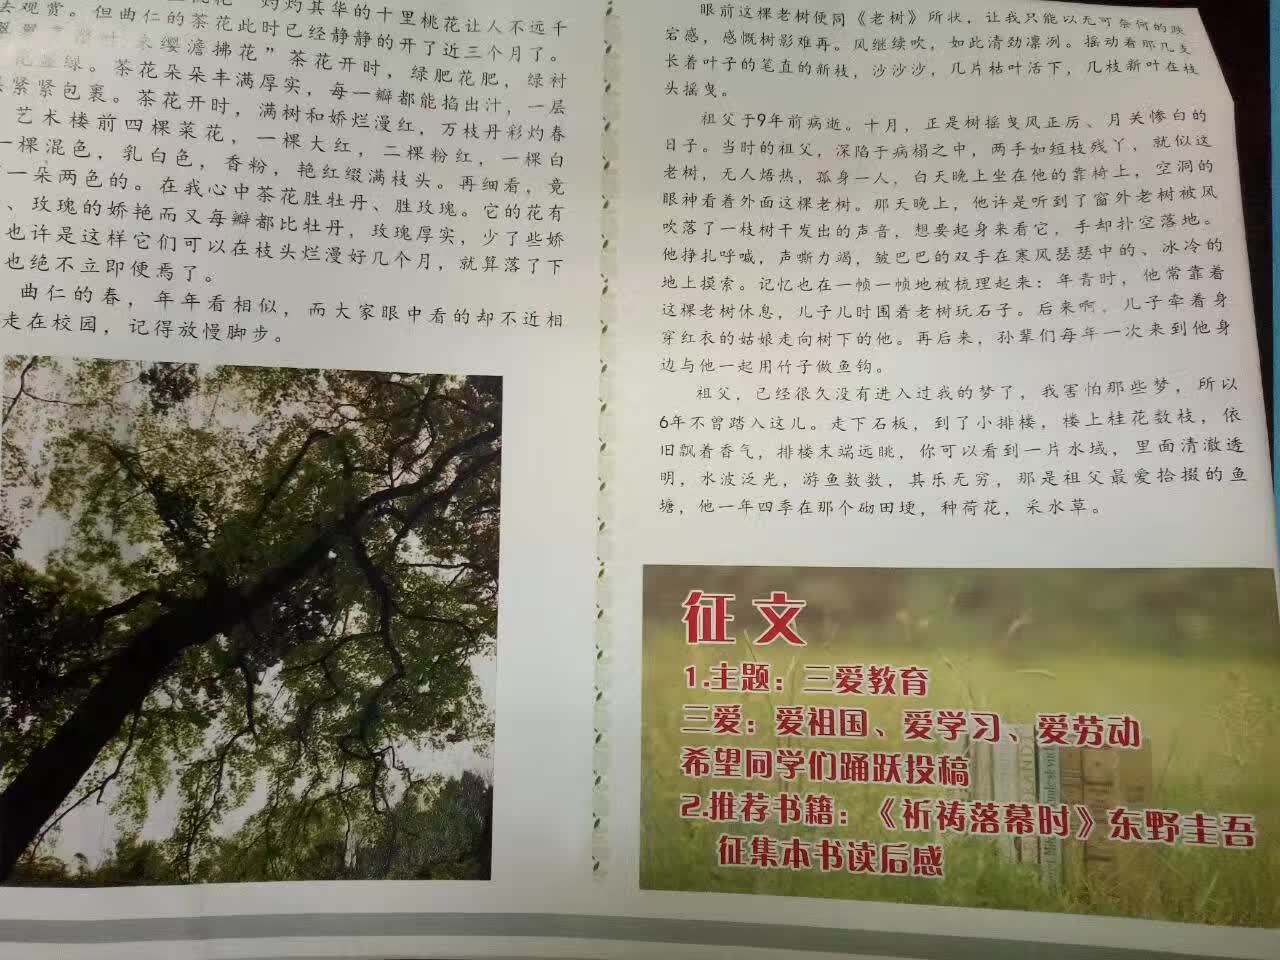 灼灼其华的十里桃花让人不远千
去观赏。但曲仁的茶花此时已经静静的开了近三个月了。
朱缨澹拂花”茶花开时，绿肥花肥，绿衬
。茶花朵朵丰满厚实，每一瓣都能掐出汁，一层
紧紧包裹。茶花开时，满树和娇烂漫红，万枝丹彩灼春
艺术楼前四棵菜花，一棵大红，二棵粉红，一棵白
一棵混色，乳白色，香粉，艳红缀满枝头。再细看，竟
一朵两色的。在我心中茶花胜牡丹、胜玫瑰。它的花有
、玫瑰的娇艳而又每瓣都比牡丹，玫瑰厚实，少了些娇
也许是这样它们可以在枝头烂漫好几个月，就算落了下
也绝不立即便焉了。
曲仁的春，年年看相似，而大家眼中看的却不近相
走在校园，记得放慢脚步。
眼前这棵老树便同《老树》所状，让我只能以无可奈何的跌
宕感，感慨树影难再。风继续吹，如此清劲凛冽。摇动着那几支
长着叶子的笔直的新枝，沙沙沙，几片枯叶活下，几枝新叶在枝
头摇曳。
祖父于9年前病逝。十月，正是树摇曳风正厉、月关惨白的
日子。当时的祖父，深陷于病榻之中，两手如短枝残丫，就似这
老树，无人焐热，孤身一人，白天晚上坐在他的靠椅上，空洞的
眼神看着外面这棵老树。那天晚上，他许是听到了窗外老树被风
吹落了一枝树干发出的声音，想要起身来看它，手却扑空落地。
他挣扎呼喊，声嘶力竭，皱巴巴的双手在寒风瑟瑟中的、冰冷的
地上摸索。记忆也在一帧一帧地被梳理起来：年青时，他常靠着
这棵老树休息，儿子儿时围着老树玩石子。后来啊，儿子牵着身
穿红衣的姑娘走向树下的他。再后来，孙辈们每年一次来到他身
边与他一起用竹子做鱼钩。
祖父，已经很久没有进入过我的梦了，我害怕那些梦，所以
6年不曾踏入这儿。走下石板，到了小排楼，楼上桂花数枝，依
旧飘着香气，排楼末端远眺，你可以看到一片水域，里面清澈透
明，水波泛光，游鱼数数，其乐无穷，那是祖父最爱拾掇的鱼
塘，他一年四季在那个砌田埂，种荷花，采水草。
征文
1.主题：三爱教育
三爱：爱祖国、爱学习、爱劳动
希望同学们踊跃投稿
2.推荐书籍：《祈祷落幕时》东野圭吾
征集本书读后感